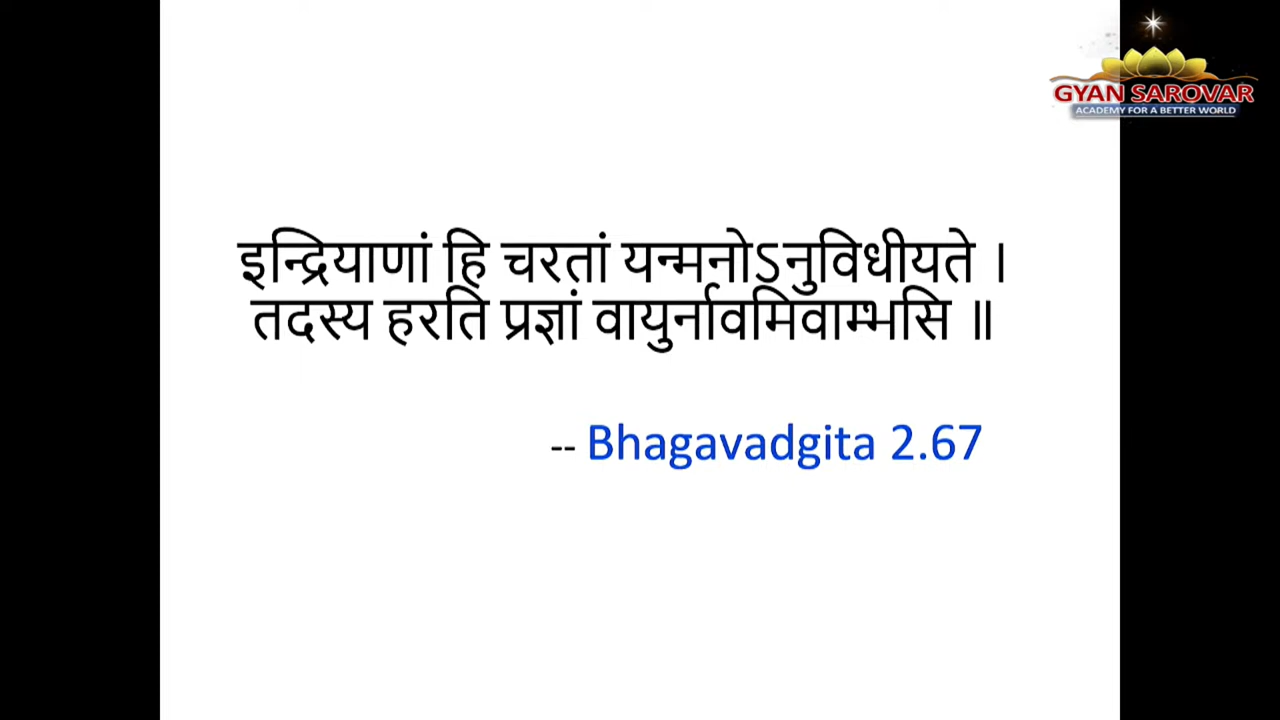 GYAN SAROVAR
ACADEMY FOR A BETTER WORLD
इन्द्रियाणां हि चरतां यन्मनोऽनुविधीयते ।
तदस्य हरति प्रज्ञां वायुर्नावमिवाम्भसि ॥
-- Bhagavadgita 2.67